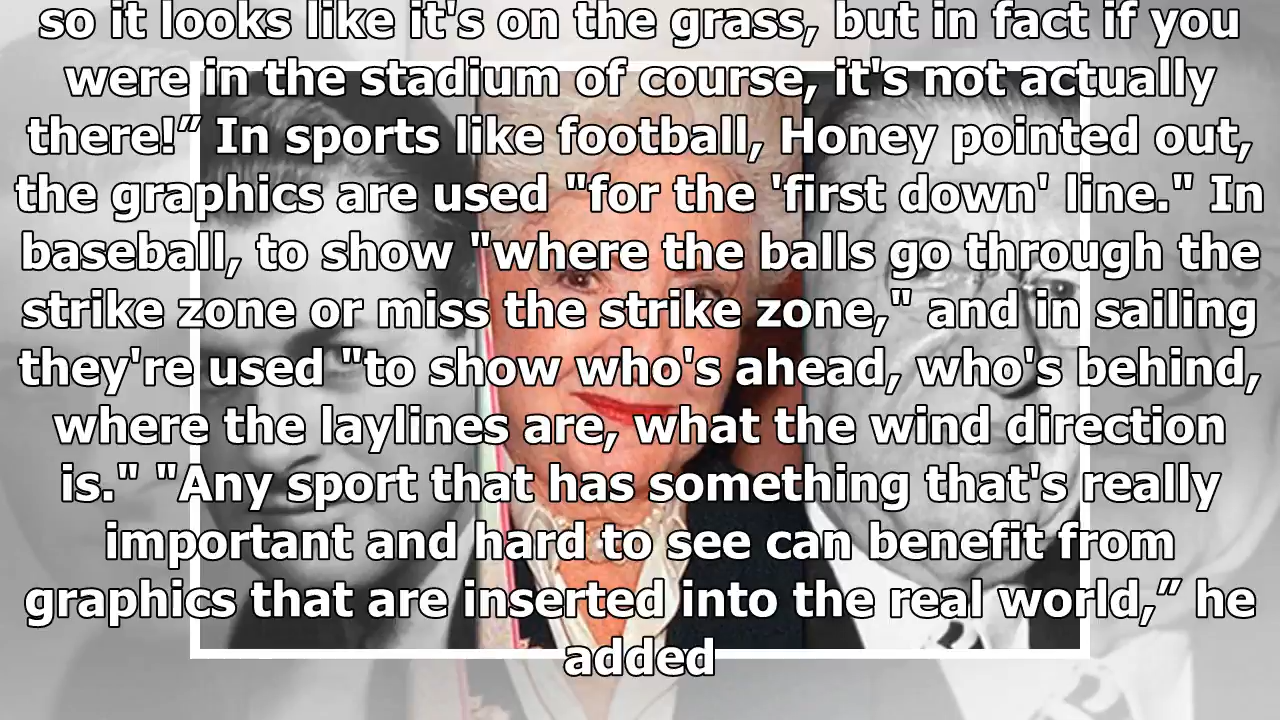 so it looks like it's on the grass, but in fact if you
were in the stadium of course, it's not actually
there!” In sports like football, Honey pointed out,
the graphics are used "for the 'first down' line." In
baseball, to show "where the balls go through the
strike zone or miss the strike zone," and in sailing
they're used "to show who's ahead, who's behind,
where the laylines are, what the wind direction
is." "Any sport that has something that's really
important and hard to see can benefit from
graphics that are inserted into the real world,” he
added